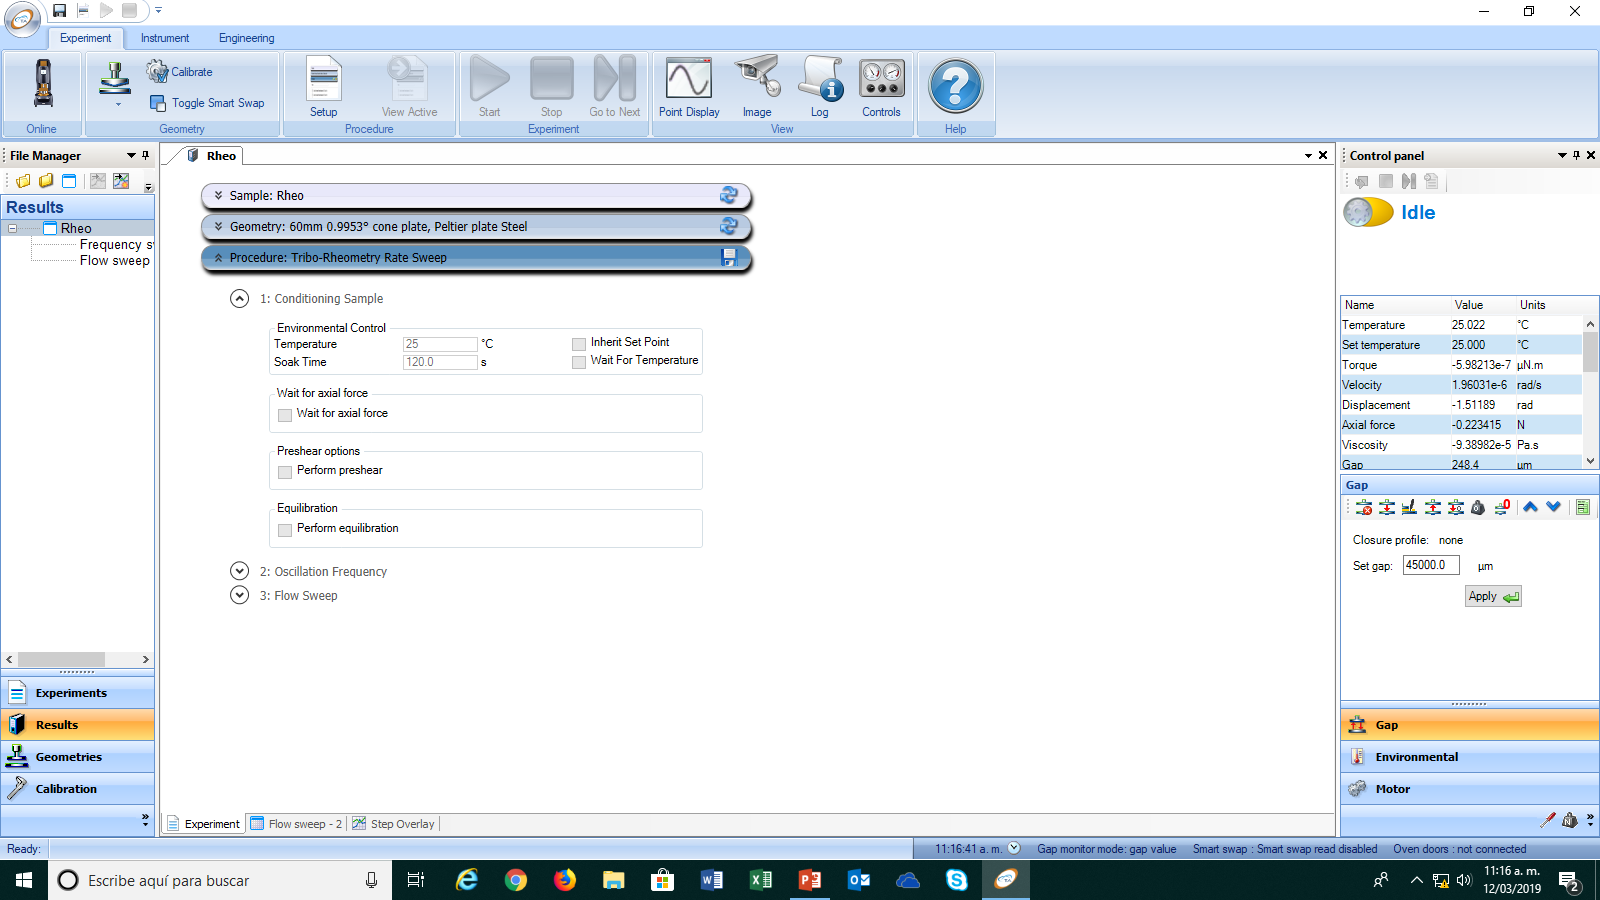 Experiment
Instrument
Engineering
Calibrate
Toggle Smart Swap
Setup
View Active
Start
Stop
Go to Next
Point Display
Image
Log
Controls
Online
Geometry
Procedure
Experiment
View
Help
File Manager
Results
Rheo
Frequency s
Flow sweep
Experiments
Results
Geometries
Calibration
Rheo
Sample: Rheo
Geometry: 60mm 0.9953° cone plate, Peltier plate Steel
Procedure: Tribo-Rheometry Rate Sweep
1: Conditioning Sample
Environmental Control
Temperature 25 °C Inherit Set Point
Soak Time 120.0 s Wait For Temperature
Wait for axial force
Wait for axial force
Preshear options
Perform preshear
Equilibration
Perform equilibration
2: Oscillation Frequency
3: Flow Sweep
Experiment Flow sweep - 2 Step Overlay
Control panel
Idle
Name Value Units
Temperature 25.022 °C
Set temperature 25.000 °C
Torque -5.98213e-7 µN.m
Velocity 1.96031e-6 rad/s
Displacement -1.51189 rad
Axial force -0.223415 N
Viscosity -9.38982e-5 Pa.s
Gap 248.4 µm
Gap
Closure profile: none
Set gap: 45000.0 µm
Apply
Gap
Environmental
Motor
Ready:
11:16:41 a. m. Gap monitor mode: gap value Smart swap : Smart swap read disabled Oven doors : not connected
Escribe aquí para buscar
11:16 a. m.
12/03/2019
2